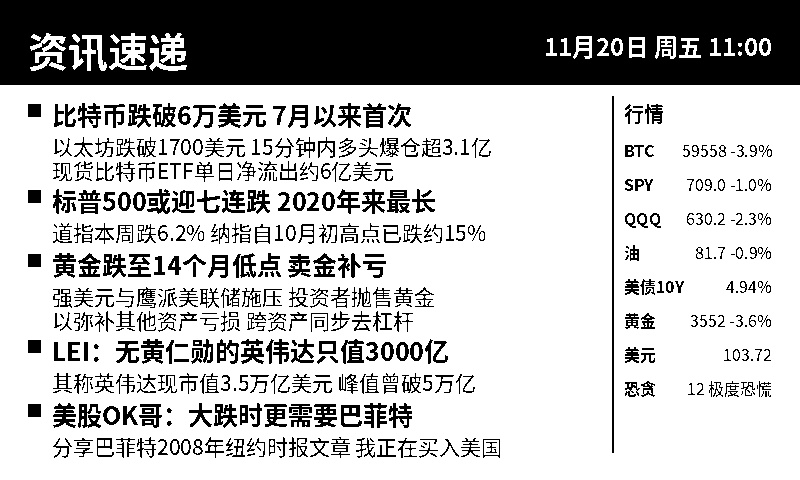 资讯速递
11月20日 周五 11:00
比特币跌破6万美元 7月以来首次
以太坊跌破1700美元 15分钟内多头爆仓超3.1亿
现货比特币ETF单日净流出约6亿美元
标普500或迎七连跌 2020年来最长
道指本周跌6.2% 纳指自10月初高点已跌约15%
黄金跌至14个月低点 卖金补亏
强美元与鹰派美联储施压 投资者抛售黄金
以弥补其他资产亏损 跨资产同步去杠杆
LEI：无黄仁勋的英伟达只值3000亿
其称英伟达现市值3.5万亿美元 峰值曾破5万亿
美股OK哥：大跌时更需要巴菲特
分享巴菲特2008年纽约时报文章 我正在买入美国
行情
BTC 59558 -3.9%
SPY 709.0 -1.0%
QQQ 630.2 -2.3%
油 81.7 -0.9%
美债10Y 4.94%
黄金 3552 -3.6%
美元 103.72
恐贪 12 极度恐慌